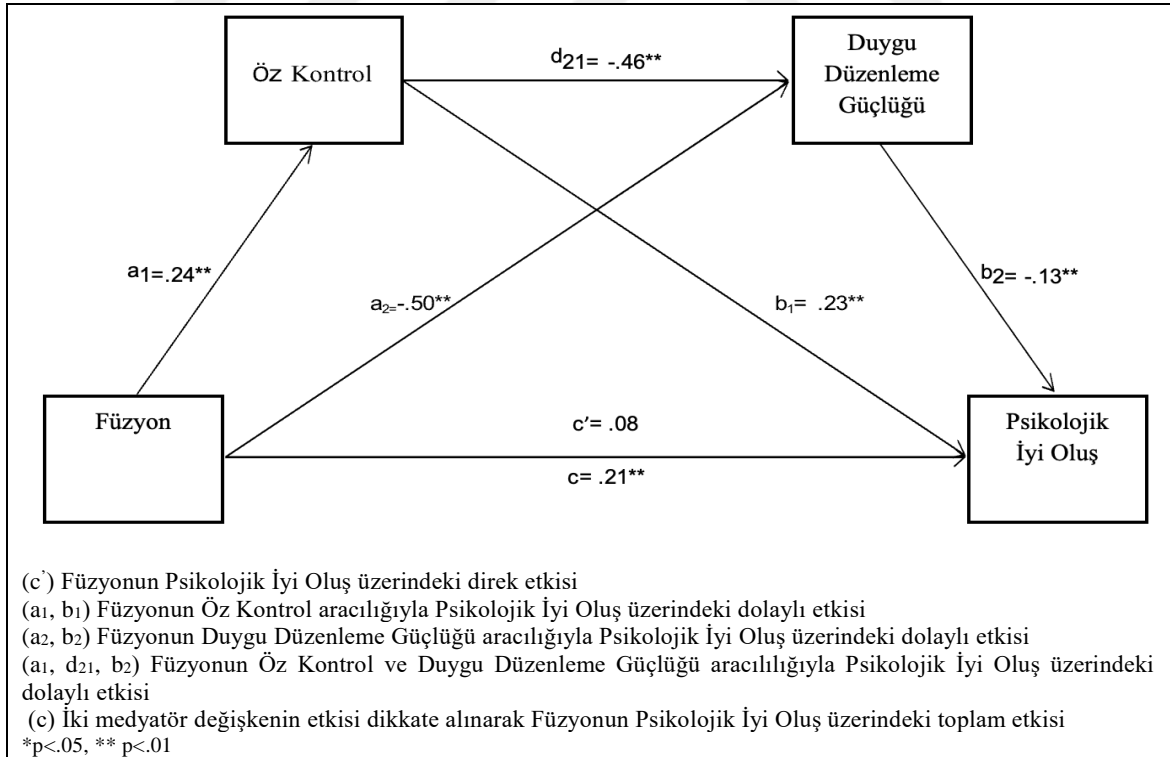 Öz Kontrol
d21= -.46**
Duygu
Düzenleme
Güçlüğü
a1=.24**
a2=-.50**
b1= .23**
b2= -.13**
Füzyon
c'= .08
c= .21**
Psikolojik
İyi Oluş
(c') Füzyonun Psikolojik İyi Oluş üzerindeki direk etkisi
(a1, b1) Füzyonun Öz Kontrol aracılığıyla Psikolojik İyi Oluş üzerindeki dolaylı etkisi
(a2, b2) Füzyonun Duygu Düzenleme Güçlüğü aracılığıyla Psikolojik İyi Oluş üzerindeki dolaylı etkisi
(a1, d21, b2) Füzyonun Öz Kontrol ve Duygu Düzenleme Güçlüğü aracılılığıyla Psikolojik İyi Oluş üzerindeki
dolaylı etkisi
(c) İki medyatör değişkenin etkisi dikkate alınarak Füzyonun Psikolojik İyi Oluş üzerindeki toplam etkisi
*p<.05, ** p<.01